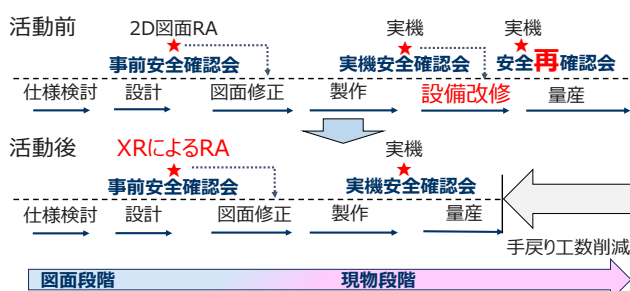 活動前
2D図面RA
実機
実機
事前安全確認会
実機安全確認会
安全再確認会
仕様検討
設計
図面修正
製作
設備改修
量産
活動後
XRによるRA
実機
事前安全確認会
実機安全確認会
仕様検討
設計
図面修正
製作
量産
手戻り工数削減
図面段階
現物段階